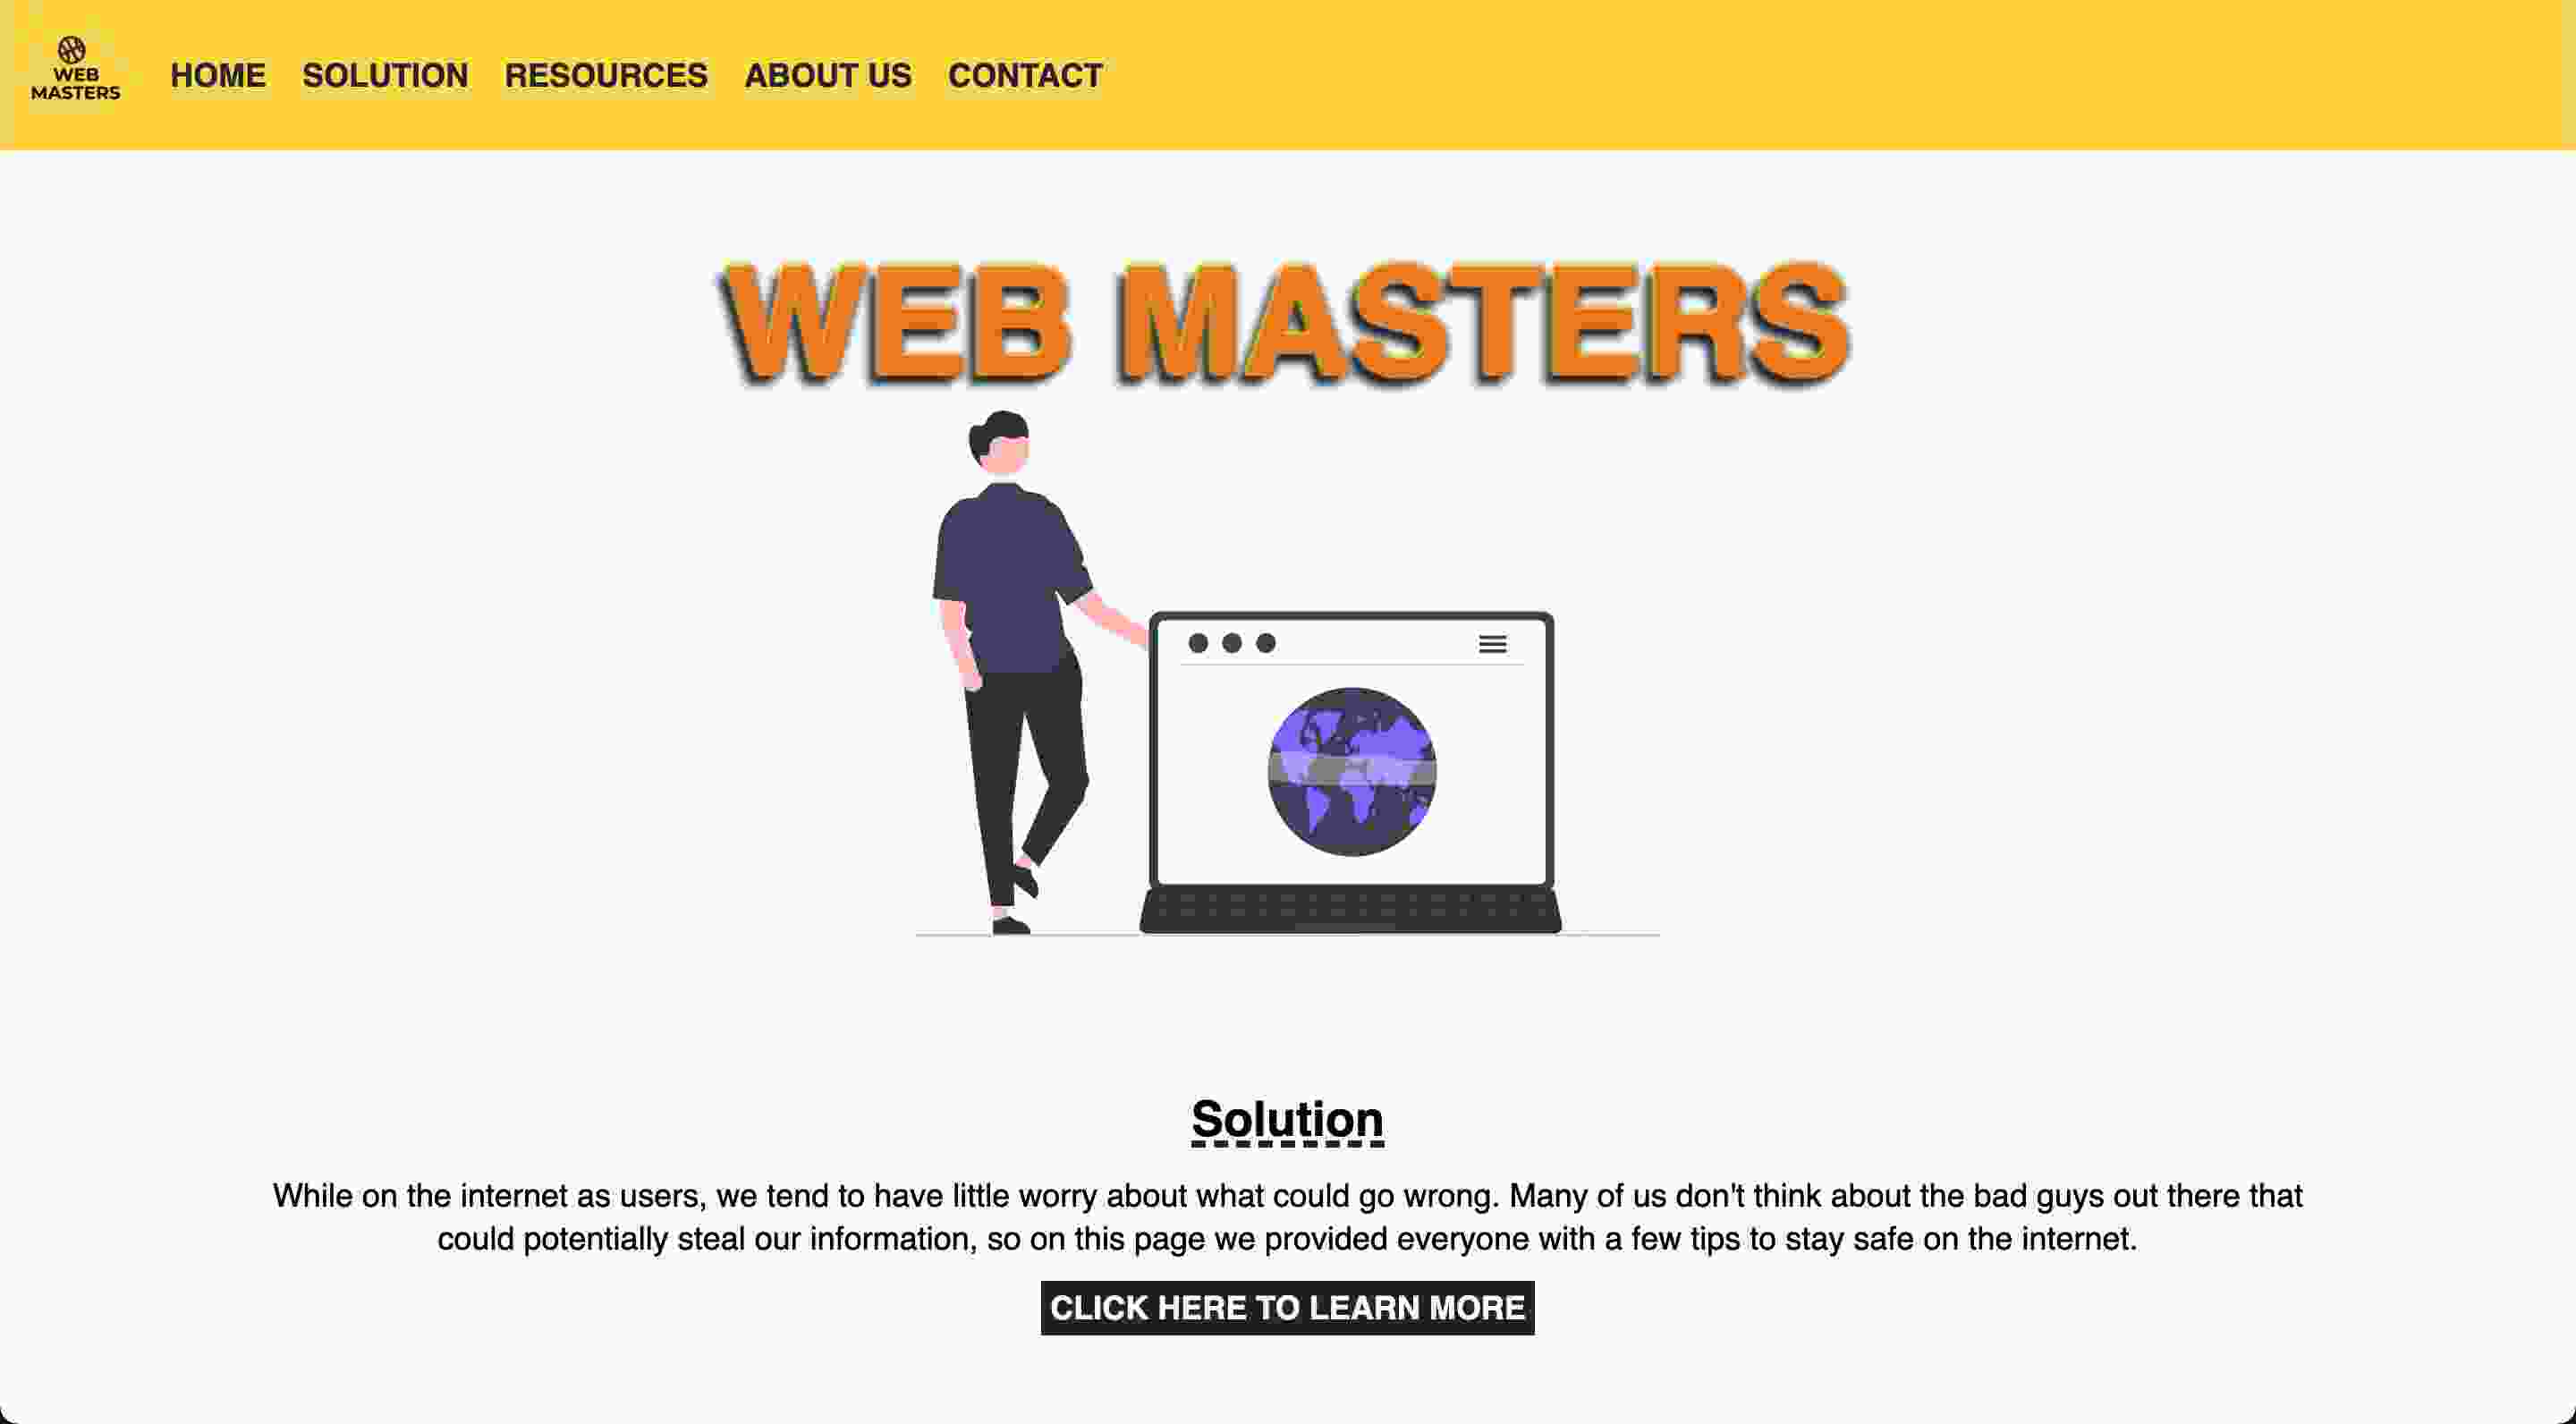 WEB
MASTERS
HOME SOLUTION RESOURCES ABOUT US CONTACT
WEB MASTERS
Solution
While on the internet as users, we tend to have little worry about what could go wrong. Many of us don't think about the bad guys out there that
could potentially steal our information, so on this page we provided everyone with a few tips to stay safe on the internet.
CLICK HERE TO LEARN MORE